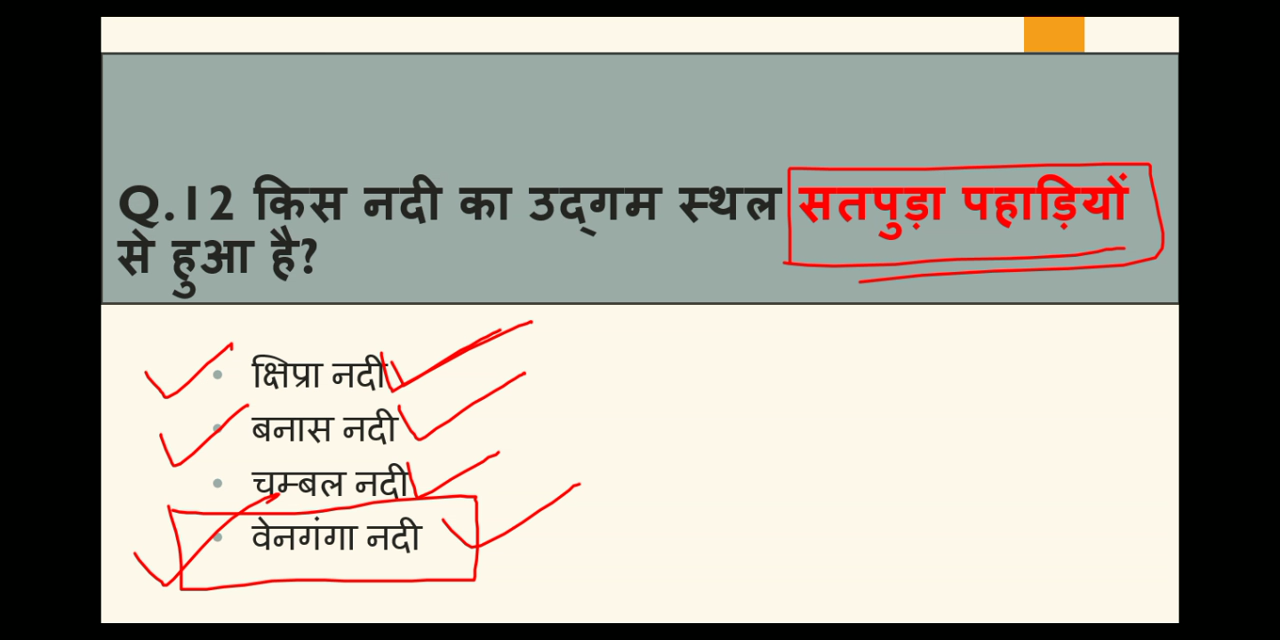 Q.12 किस नदी का उद्गम स्थल सतपुड़ा पहाड़ियों
से हुआ है?
क्षिप्रा नदी
बनास नदी
चम्बल नदी
वेनगंगा नदी